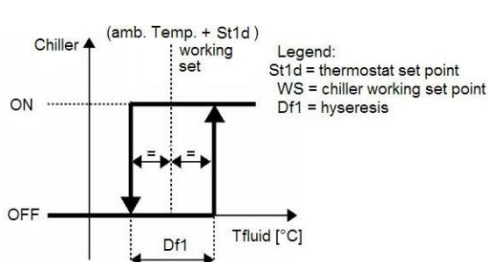 (amb. Temp. + St1d )
Chiller
working
set
Legend:
St1d = thermostat set point
WS = chiller working set point
Df1 = hyseresis
ON
= =
OFF
Tfluid [°C]
Df1